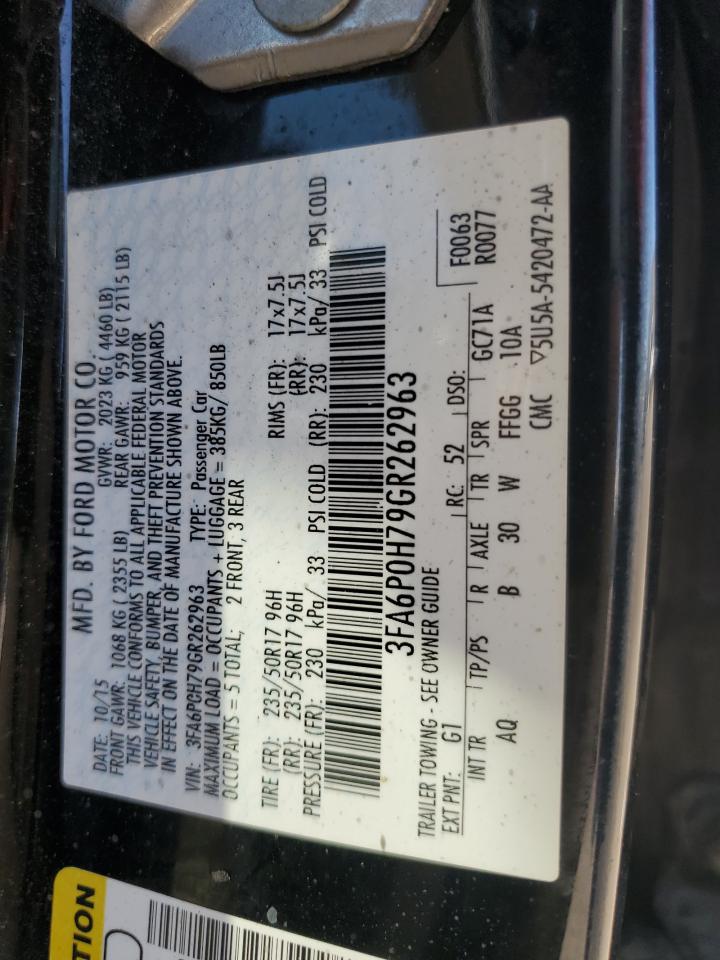 MFD. BY FORD MOTOR CO.
DATE: 10/15 GVWR: 2023 KG ( 4460 LB)
FRONT GAWR: 1068 KG ( 2355 LB) REAR GAWR: 959 KG ( 2115 LB)
THIS VEHICLE CONFORMS TO ALL APPLICABLE FEDERAL MOTOR
VEHICLE SAFETY, BUMPER, AND THEFT PREVENTION STANDARDS
IN EFFECT ON THE DATE OF MANUFACTURE SHOWN ABOVE.
VIN: 3FA6P0H79GR262963 TYPE: Passenger Car
MAXIMUM LOAD = OCCUPANTS + LUGGAGE = 385KG/ 850LB
OCCUPANTS = 5 TOTAL; 2 FRONT, 3 REAR
TIRE (FR): 235/50R17 96H RIMS (FR): 17x7.5J
(RR): 235/50R17 96H (RR): 17x7.5J
PRESSURE (FR): 230 kPa/ 33 PSI COLD (RR): 230 kPa/ 33 PSI COLD
3FA6P0H79GR262963
TRAILER TOWING - SEE OWNER GUIDE
F0063
R0077
EXT PNT: G1 RC: 52 DSO:
INT TR TP/PS R AXLE TR SPR GC71A
AQ B 30 W FFGG 10A
CMC ▽5U5A-5420472-AA
TION